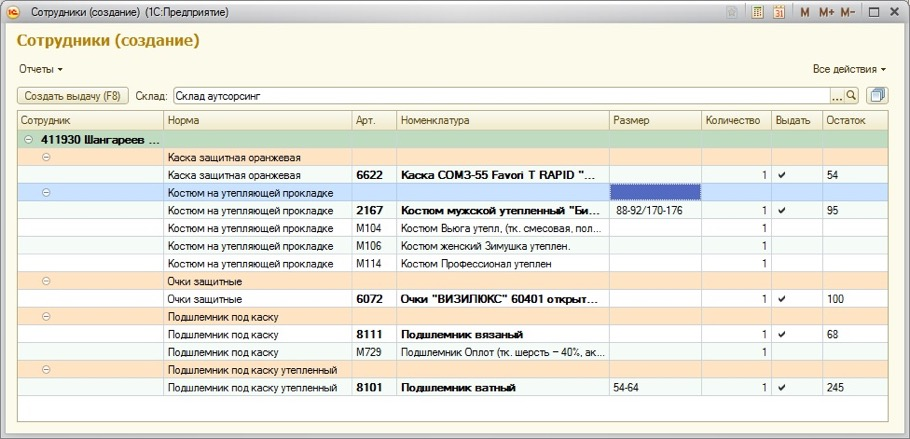 Сотрудники (создание) (1С:Предприятие)
M M+ M-
Сотрудники (создание)
Отчеты Все действия
Создать выдачу (F8) Склад: Склад аутсорсинг ...
Сотрудник Норма Арт. Номенклатура Размер Количество Выдать Остаток
411930 Шангареев ...
Каска защитная оранжевая
Каска защитная оранжевая 6622 Каска СОМЗ-55 Favori T RAPID "... 1 54
Костюм на утепляющей прокладке
Костюм на утепляющей прокладке 2167 Костюм мужской утепленный "Би... 88-92/170-176 1 95
Костюм на утепляющей прокладке М104 Костюм Вьюга утепл, (тк. смесовая, пол... 1
Костюм на утепляющей прокладке М106 Костюм женский Зимушка утеплен. 1
Костюм на утепляющей прокладке М114 Костюм Профессионал утеплен 1
Очки защитные
Очки защитные 6072 Очки "ВИЗИЛЮКС" 60401 открыт... 1 100
Подшлемник под каску
Подшлемник под каску 8111 Подшлемник вязаный 1 68
Подшлемник под каску М729 Подшлемник Оплот (тк. шерсть – 40%, ак... 1
Подшлемник под каску утепленный
Подшлемник под каску утепленный 8101 Подшлемник ватный 54-64 1 245